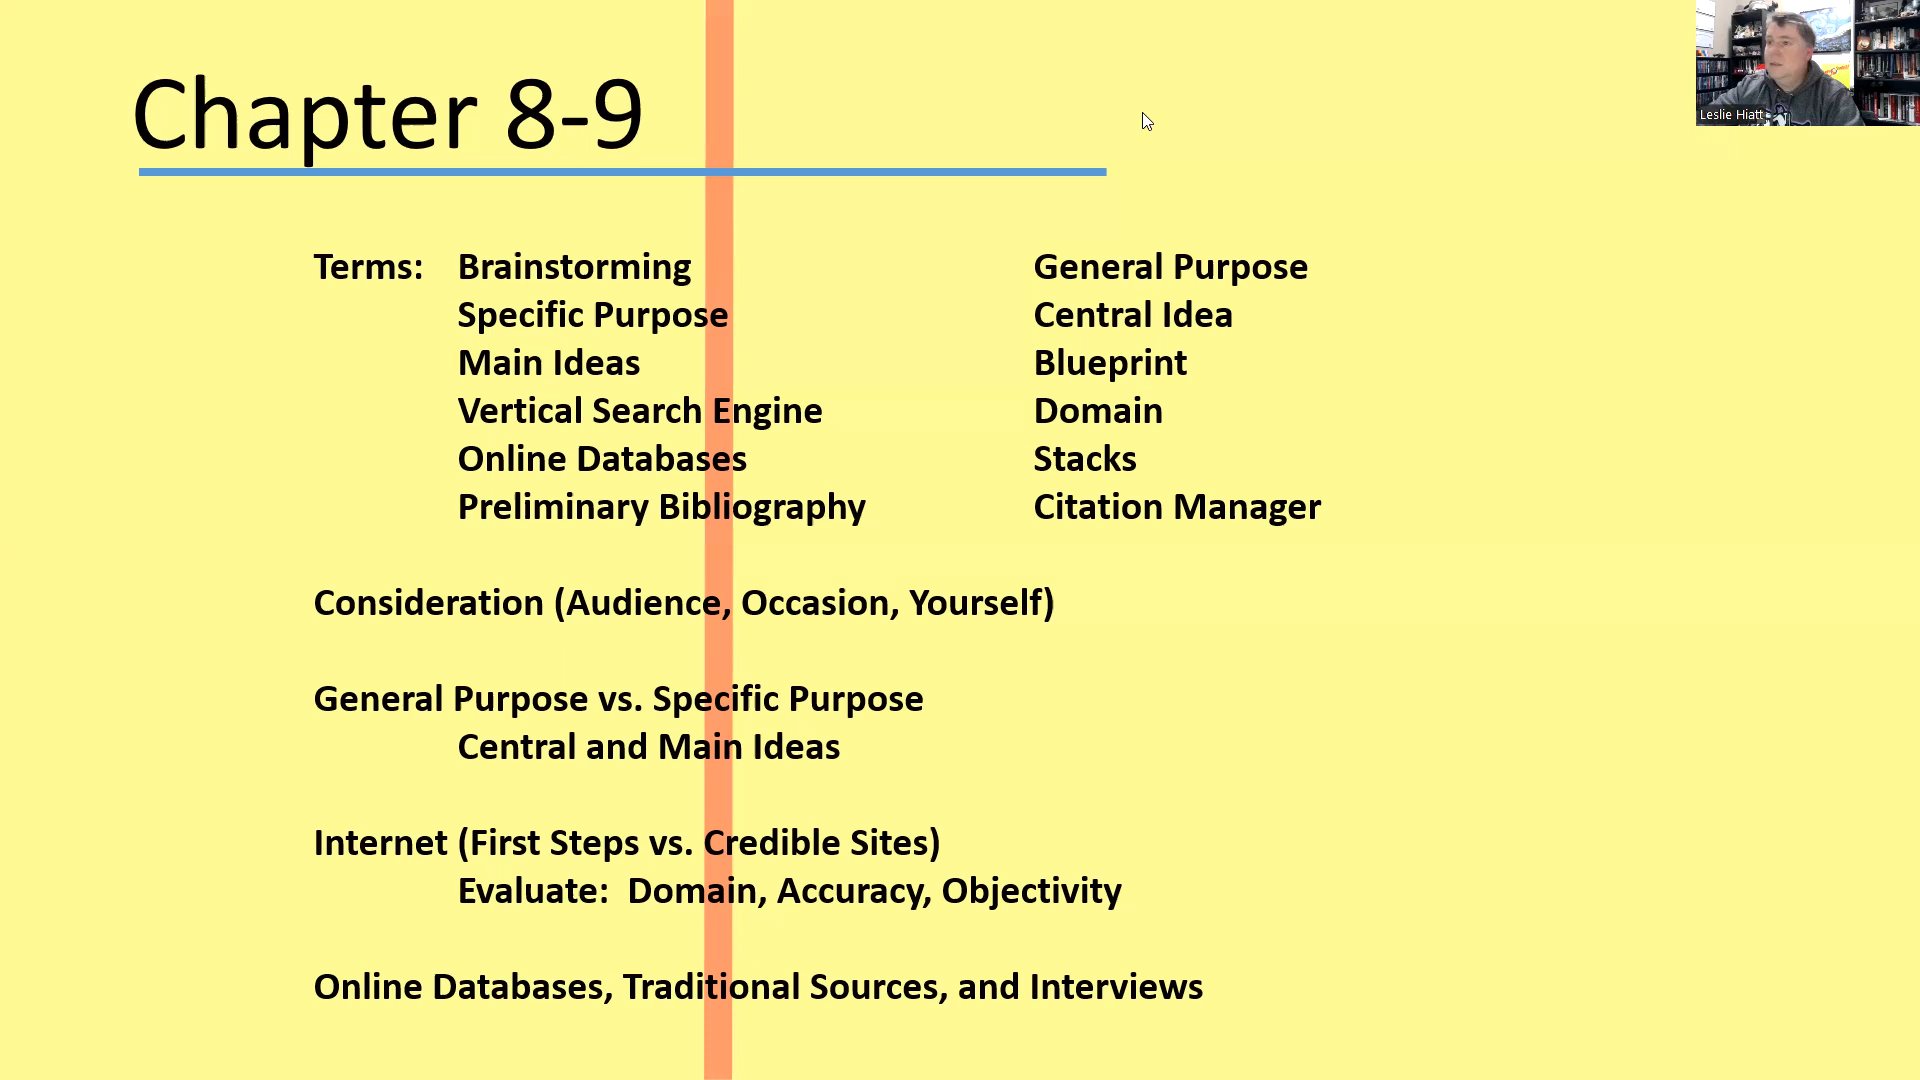 Chapter 8-9
Leslie Hiatt
Terms: Brainstorming General Purpose
Specific Purpose Central Idea
Main Ideas Blueprint
Vertical Search Engine Domain
Online Databases Stacks
Preliminary Bibliography Citation Manager
Consideration (Audience, Occasion, Yourself)
General Purpose vs. Specific Purpose
Central and Main Ideas
Internet (First Steps vs. Credible Sites)
Evaluate: Domain, Accuracy, Objectivity
Online Databases, Traditional Sources, and Interviews